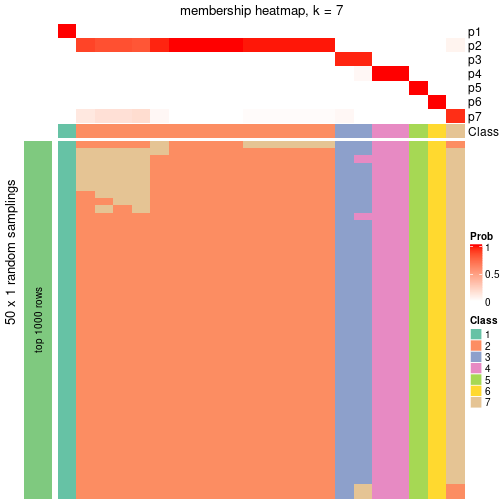 membership heatmap, k = 7
p1
p2
p3
p4
p5
p6
p7
Class
50 x 1 random samplings
top 1000 rows
Prob
1
0.5
0
Class
1
2
3
4
5
6
7